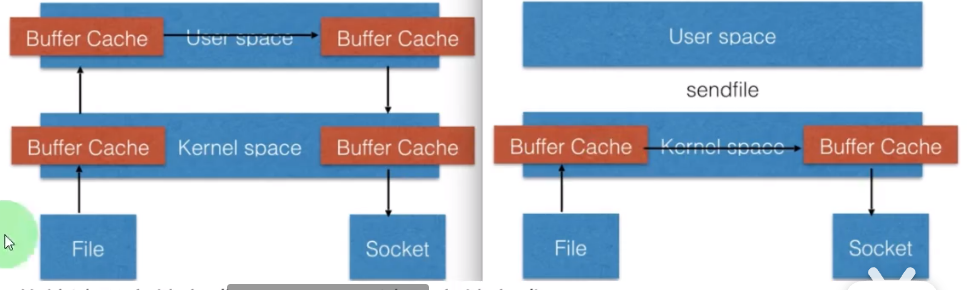 Buffer Cache User space Buffer Cache
User space
sendfile
Buffer Cache Kernel space Buffer Cache
Buffer Cache Kernel space Buffer Cache
File
Socket
File
Socket